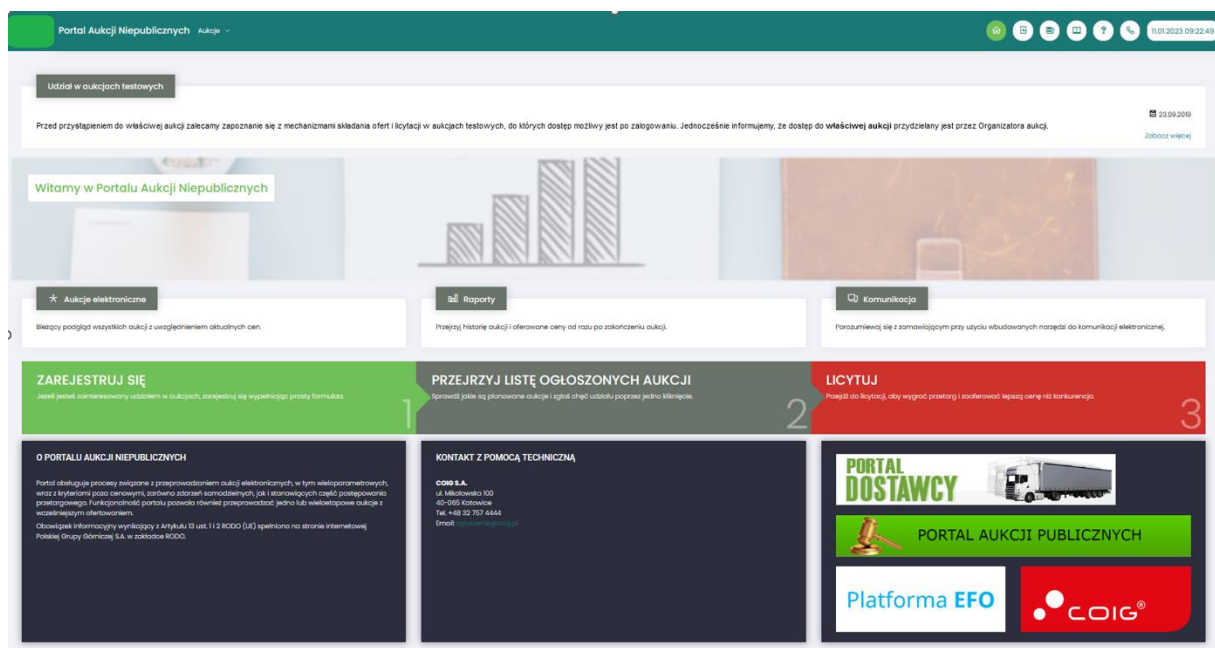 Portal Aukcji Niepublicznych Aukcje
11.01.2023 09:22:49
Udział w aukcjach testowych
Przed przystąpieniem do właściwej aukcji zalecamy zapoznanie się z mechanizmami składania ofert i licytacji w aukcjach testowych, do których dostęp możliwy jest po zalogowaniu. Jednocześnie informujemy, że dostęp do właściwej aukcji przydzielany jest przez Organizatora aukcji.
23.09.2019
Zobacz więcej
Witamy w Portalu Aukcji Niepublicznych
Aukcje elektroniczne
Bieżący podgląd wszystkich aukcji z uwzględnieniem aktualnych cen.
Raporty
Przejrzyj historię aukcji i oferowane ceny od razu po zakończeniu aukcji.
Komunikacja
Porozumiewaj się z zamawiającym przy użyciu wbudowanych narzędzi do komunikacji elektronicznej.
ZAREJESTRUJ SIĘ
Jeżeli jesteś zainteresowany udziałem w aukcjach, zarejestruj się wypełniając prosty formularz.
1
PRZEJRZYJ LISTĘ OGŁOSZONYCH AUKCJI
Sprawdź jakie są planowane aukcje i zgłoś chęć udziału poprzez jedno kliknięcie.
2
LICYTUJ
Przejdź do licytacji, aby wygrać przetarg i zaoferować lepszą cenę niż konkurencja.
3
O PORTALU AUKCJI NIEPUBLICZNYCH
Portal obsługuje procesy związane z przeprowadzaniem aukcji elektronicznych, w tym wieloparametrowych,
wraz z kryteriami poza cenowymi, zarówno zdarzeń samodzielnych, jak i stanowiących część postępowania
przetargowego. Funkcjonalność portalu pozwala również przeprowadzać jedno lub wieloetapowe aukcje z
wcześniejszym ofertowaniem.
Obowiązek informacyjny wynikający z Artykułu 13 ust. 1 i 2 RODO (UE) spełniono na stronie internetowej
Polskiej Grupy Górniczej S.A. w zakładce RODO.
KONTAKT Z POMOCĄ TECHNICZNĄ
COIG S.A.
ul. Mikołowska 100
40-065 Katowice
Tel. +48 32 757 4444
Email:
PORTAL
DOSTAWCY
PORTAL AUKCJI PUBLICZNYCH
Platforma EFO
COIG®